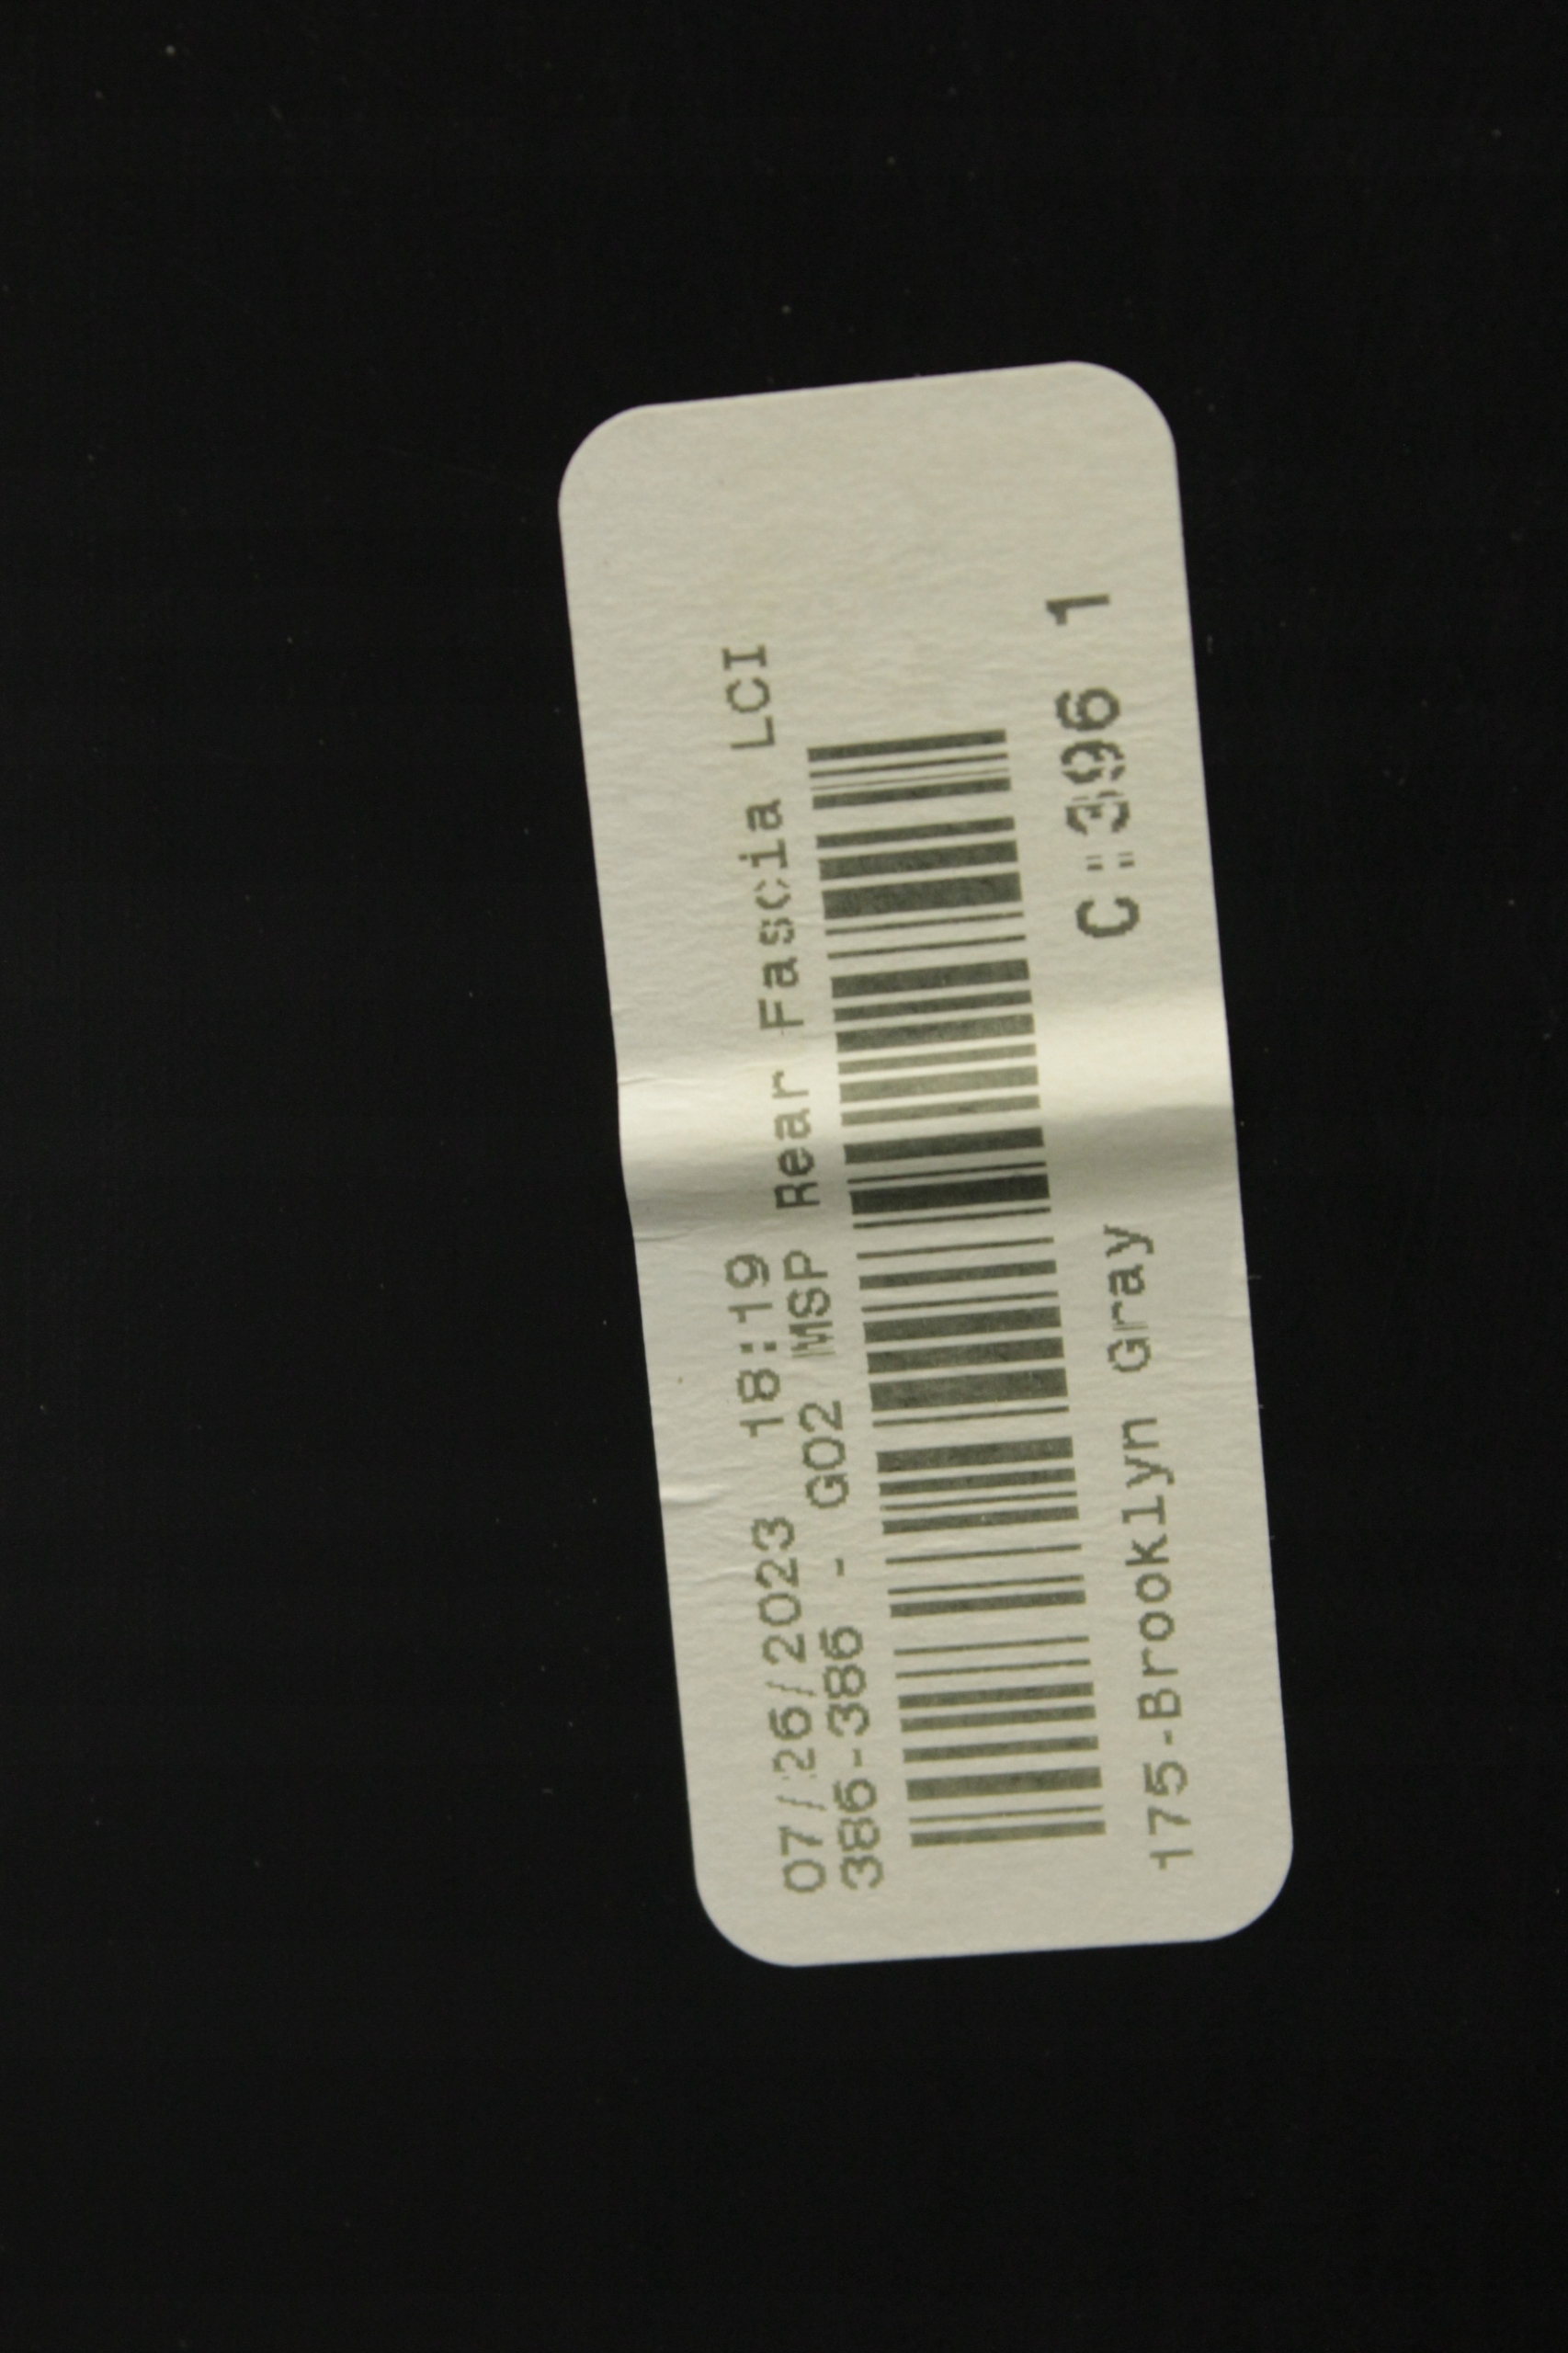 07/26/2023 18:19
386-386 - G02 MSP Rear Fascia LCI
175-Brooklyn Gray C:396 1